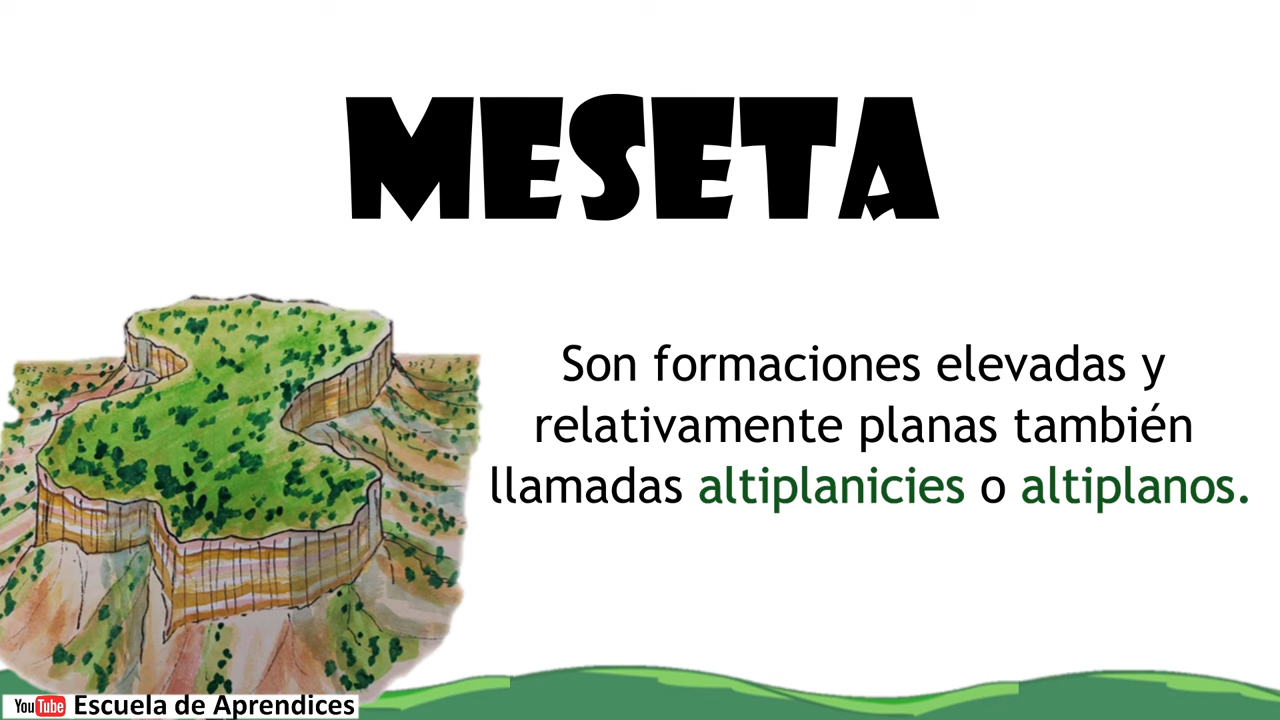 MESETA
Son formaciones elevadas y
relativamente planas también
llamadas altiplanicies o altiplanos.
YouTube Escuela de Aprendices